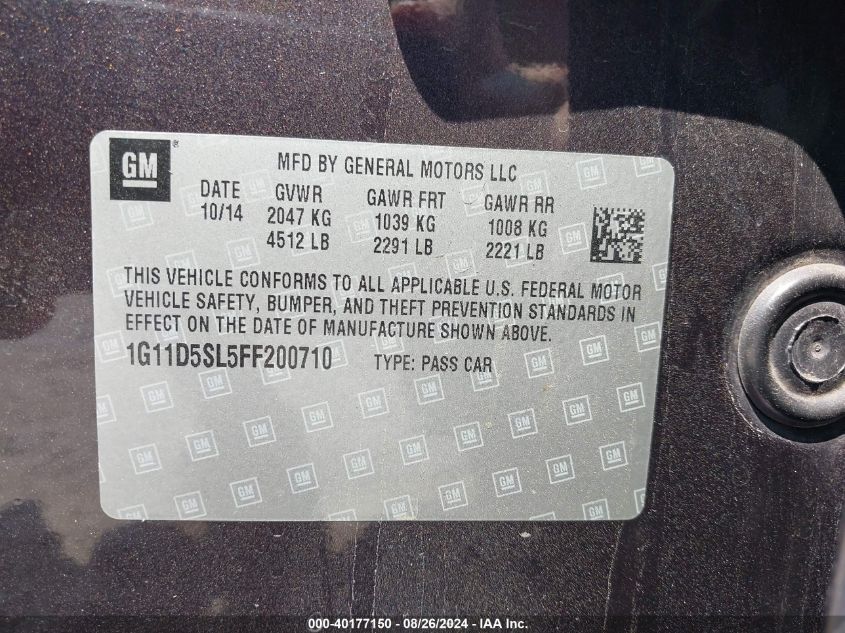 GM ®
MFD BY GENERAL MOTORS LLC
DATE GVWR GAWR FRT GAWR RR
10/14 2047 KG 1039 KG 1008 KG
4512 LB 2291 LB 2221 LB
THIS VEHICLE CONFORMS TO ALL APPLICABLE U.S. FEDERAL MOTOR
VEHICLE SAFETY, BUMPER, AND THEFT PREVENTION STANDARDS IN
EFFECT ON THE DATE OF MANUFACTURE SHOWN ABOVE.
1G11D5SL5FF200710 TYPE: PASS CAR
000-40177150 - 08/26/2024 - IAA Inc.